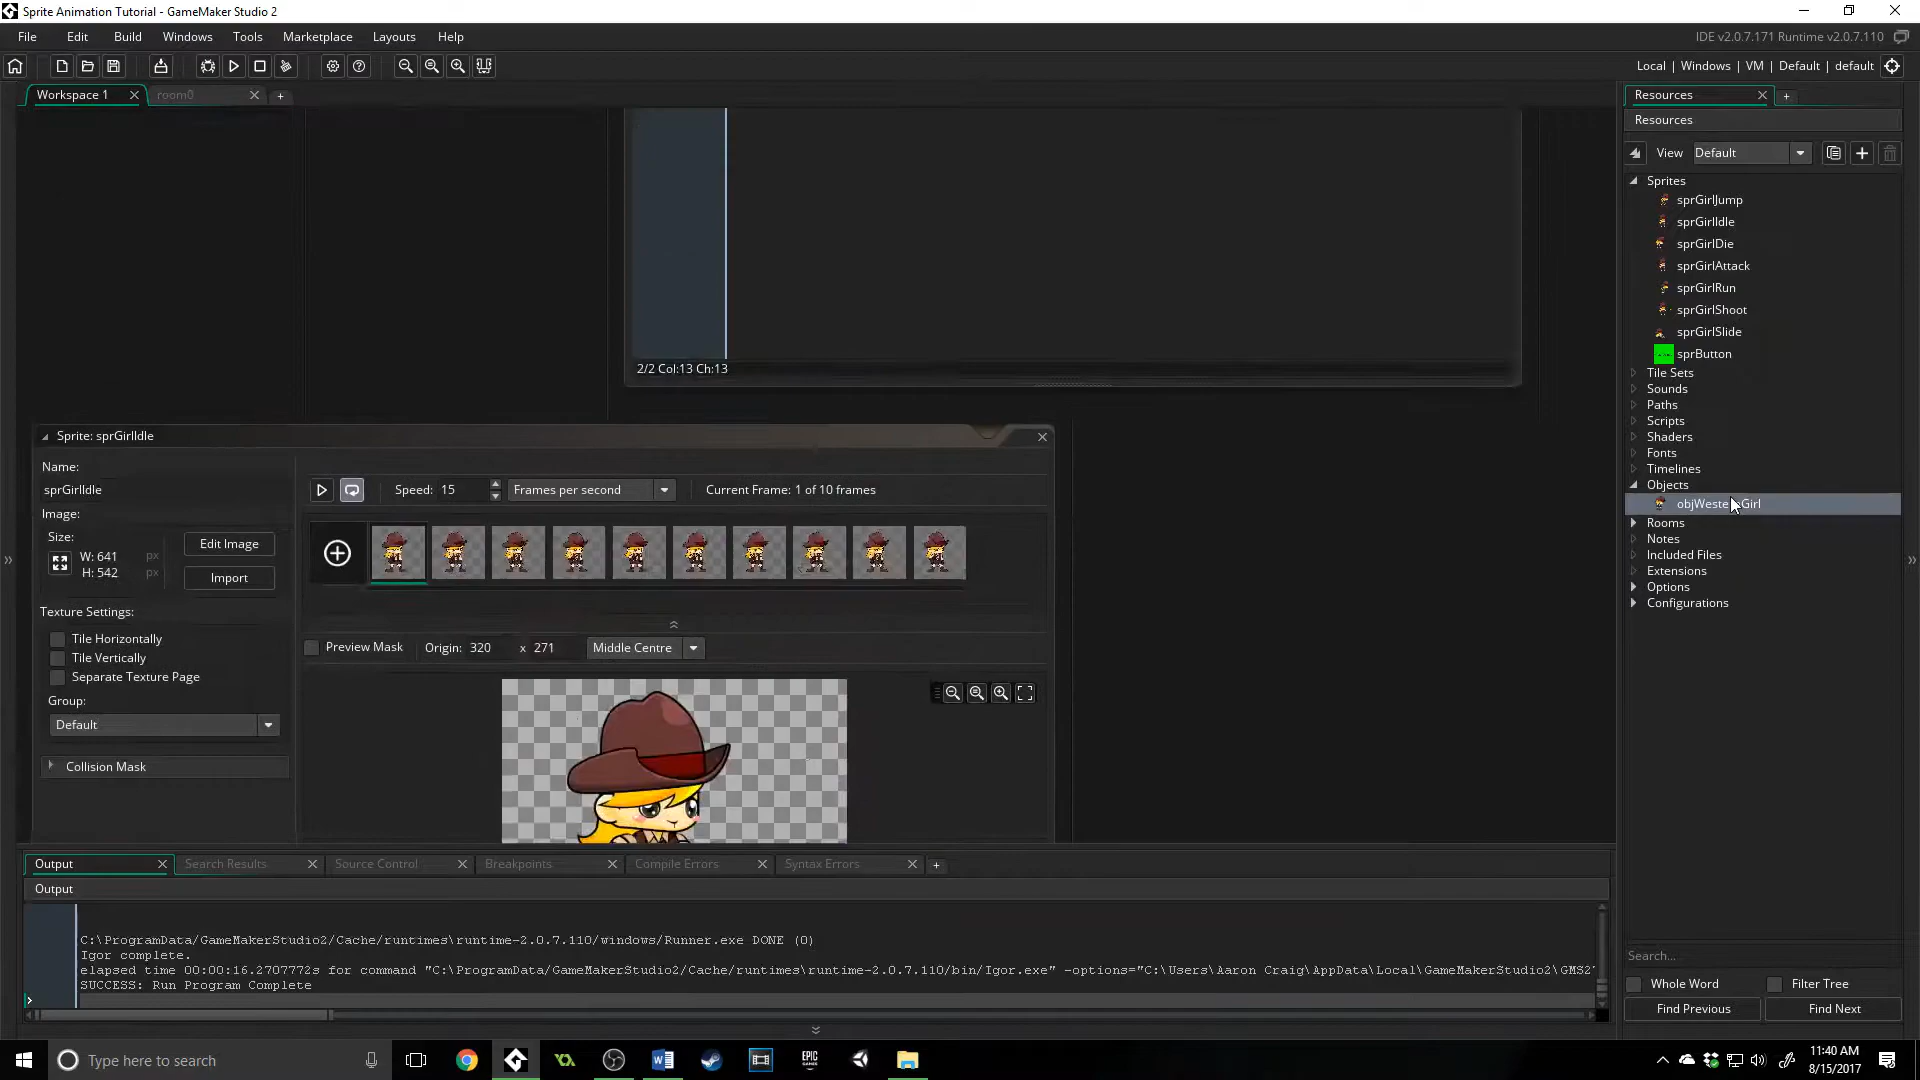 Sprite Animation Tutorial - GameMaker Studio 2
File Edit Build Windows Tools Marketplace Layouts Help
IDE v2.0.7.171 Runtime v2.0.7.110
Local | Windows | VM | Default | default
Workspace 1
room0
Resources
Resources
View Default
Sprites
sprGirlJump
sprGirlIdle
sprGirlDie
sprGirlAttack
sprGirlRun
sprGirlShoot
sprGirlSlide
sprButton
Tile Sets
Sounds
Paths
Scripts
Shaders
Fonts
Timelines
Objects
objWesternGirl
Rooms
Notes
Included Files
Extensions
Options
Configurations
2/2 Col:13 Ch:13
Sprite: sprGirlIdle
Name:
sprGirlIdle
Image:
Size:
W: 641 px
H: 542 px
Edit Image
Import
Texture Settings:
Tile Horizontally
Tile Vertically
Separate Texture Page
Group:
Default
Collision Mask
Speed: 15 Frames per second Current Frame: 1 of 10 frames
Preview Mask Origin: 320 x 271 Middle Centre
Output Search Results Source Control Breakpoints Compile Errors Syntax Errors
Output
C:\ProgramData/GameMakerStudio2/Cache/runtimes\runtime-2.0.7.110/windows/Runner.exe DONE (0)
Igor complete.
elapsed time 00:00:16.2707772s for command "C:\ProgramData/GameMakerStudio2/Cache/runtimes\runtime-2.0.7.110/bin/Igor.exe" -options="C:\Users\Aaron Craig\AppData\Local\GameMakerStudio2\GMS2
SUCCESS: Run Program Complete
Search...
Whole Word Filter Tree
Find Previous Find Next
Type here to search
EPIC GAMES
11:40 AM
8/15/2017